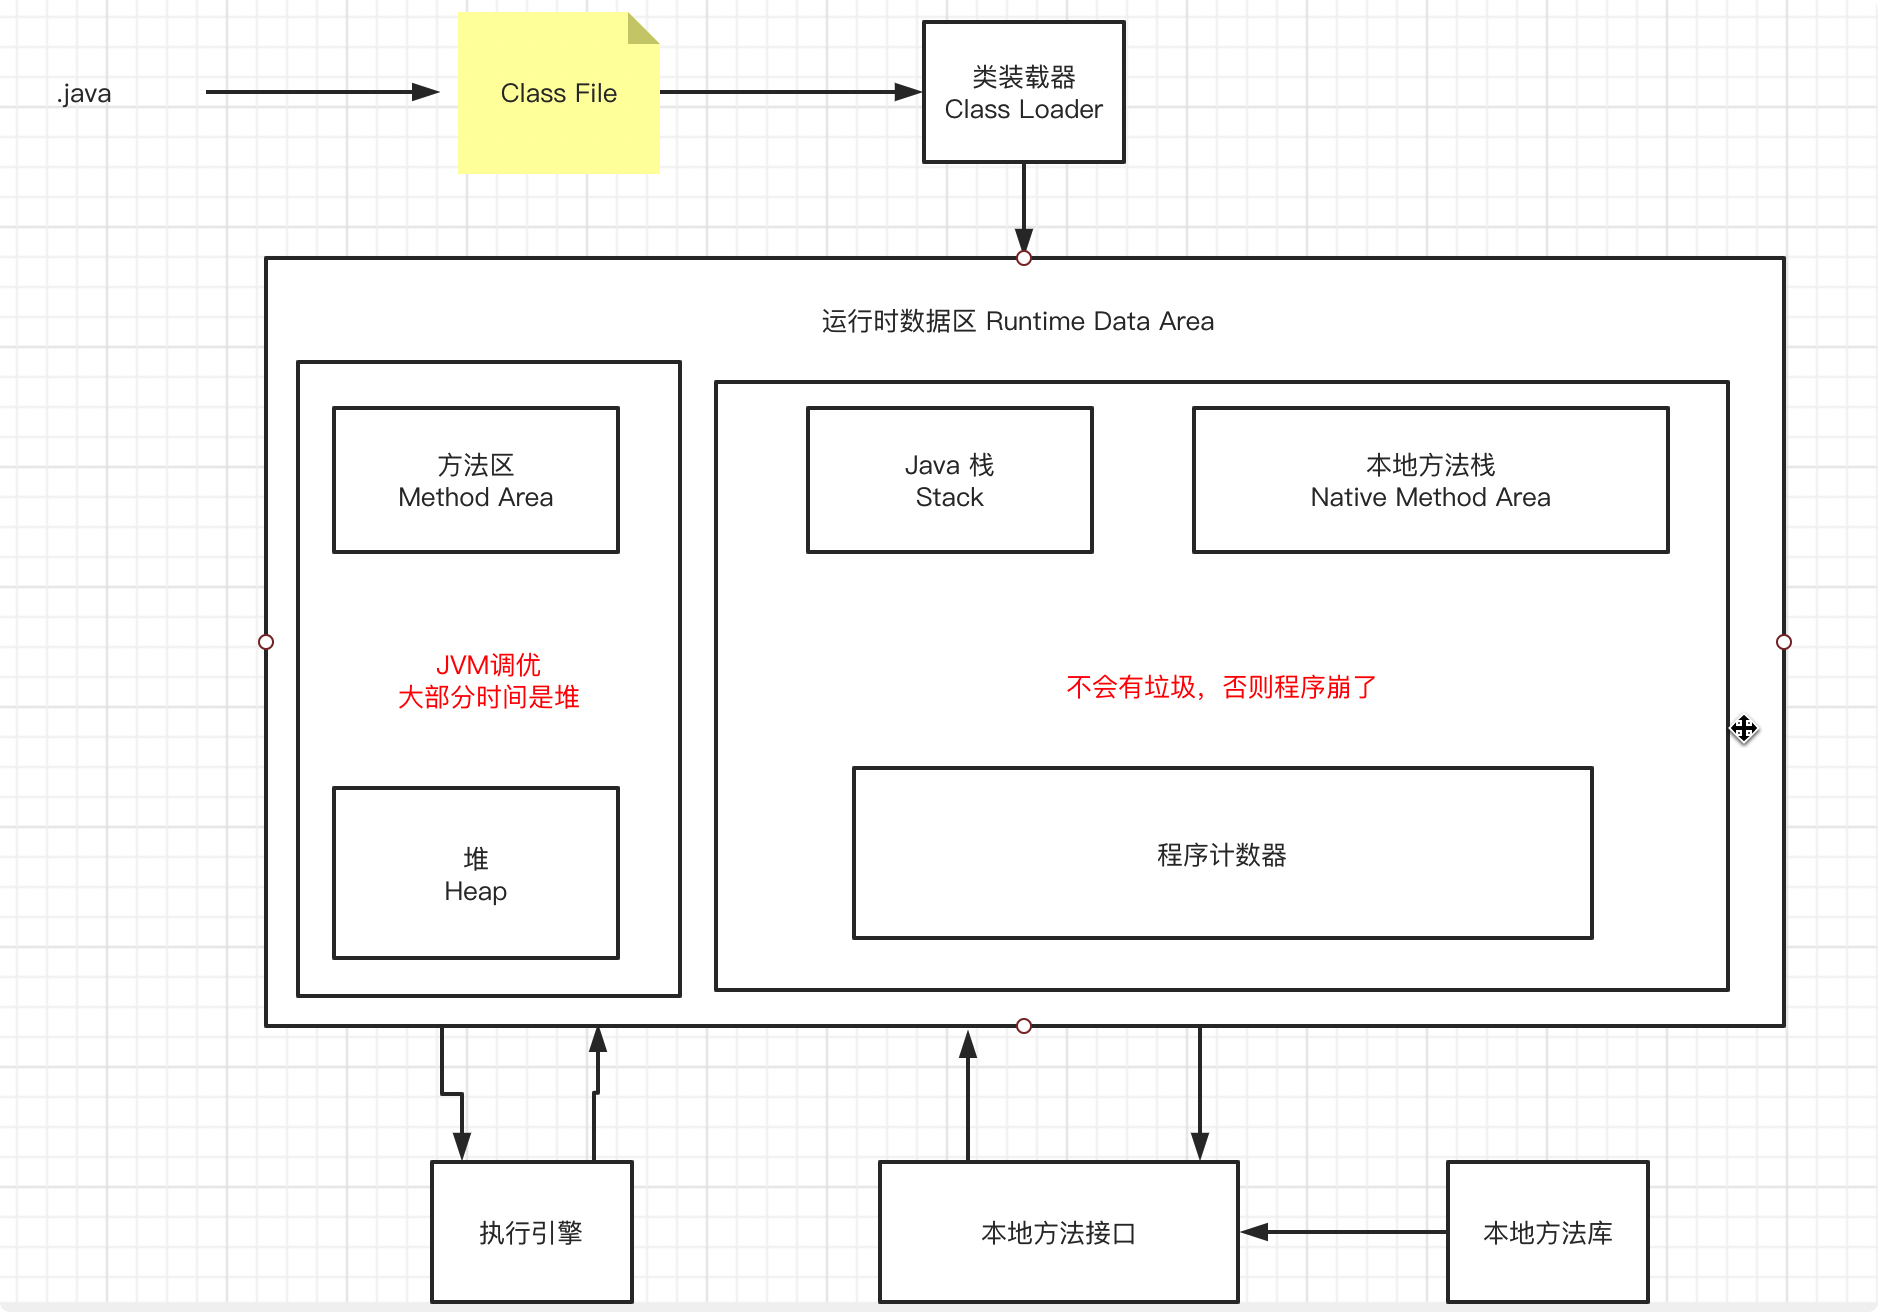 .java
Class File
类装载器
Class Loader
运行时数据区 Runtime Data Area
方法区
Method Area
Java 栈
Stack
本地方法栈
Native Method Area
JVM调优
大部分时间是堆
不会有垃圾，否则程序崩了
堆
Heap
程序计数器
执行引擎
本地方法接口
本地方法库